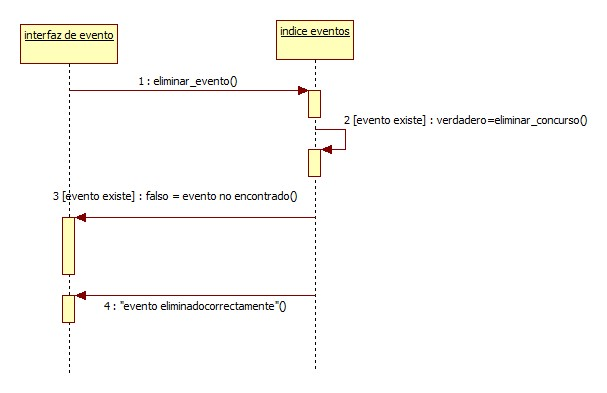 interfaz de evento
indice eventos
1 : eliminar_evento()
2 [evento existe] : verdadero=eliminar_concurso()
3 [evento existe] : falso = evento no encontrado()
4 : "evento eliminadocorrectamente"()